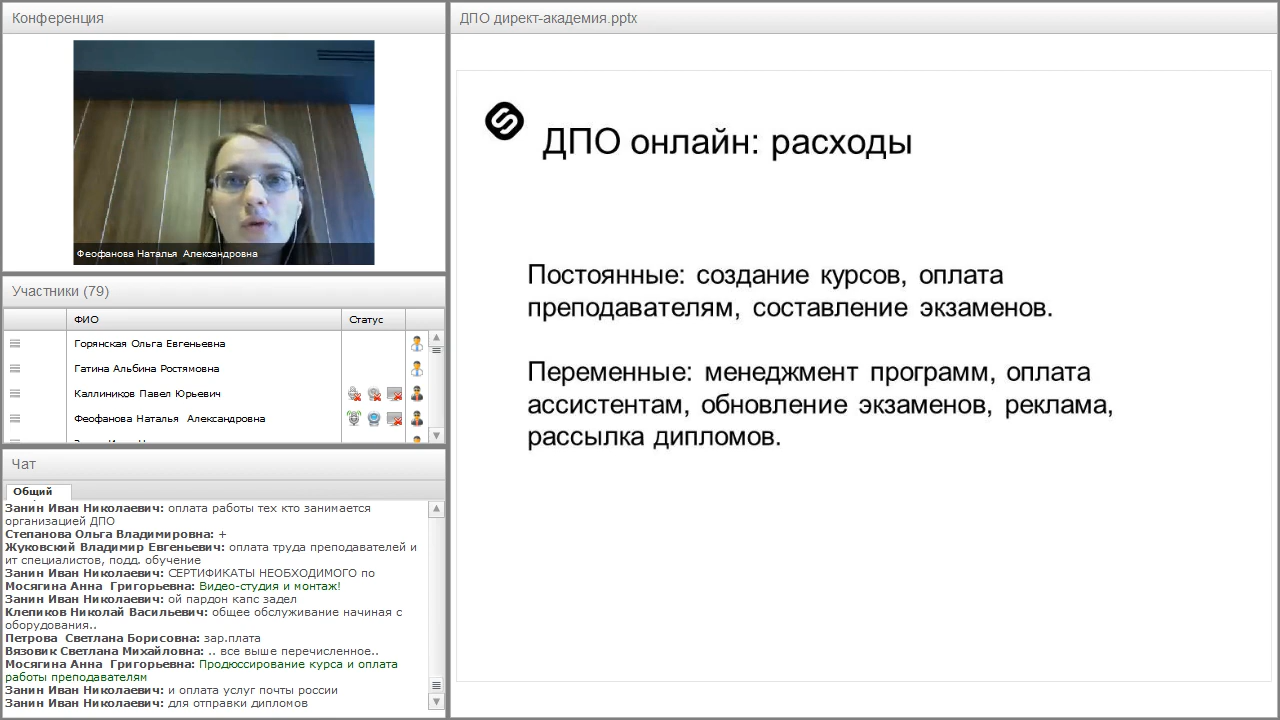 Конференция
Феофанова Наталья Александровна
Участники (79)
ФИО
Статус
Горянская Ольга Евгеньевна
Гатина Альбина Ростямовна
Каллиников Павел Юрьевич
Феофанова Наталья Александровна
Чат
Общий
Занин Иван Николаевич: оплата работы тех кто занимается
организацией ДПО
Степанова Ольга Владимировна: +
Жуковский Владимир Евгеньевич: оплата труда преподавателей и
ит специалистов, подд. обучение
Занин Иван Николаевич: СЕРТИФИКАТЫ НЕОБХОДИМОГО по
Мосягина Анна Григорьевна: Видео-студия и монтаж!
Занин Иван Николаевич: ой пардон капс задел
Клепиков Николай Васильевич: общее обслуживание начиная с
оборудования..
Петрова Светлана Борисовна: зар.плата
Вязовик Светлана Михайловна: .. все выше перечисленное..
Мосягина Анна Григорьевна: Продюссирование курса и оплата
работы преподавателям
Занин Иван Николаевич: и оплата услуг почты россии
Занин Иван Николаевич: для отправки дипломов
ДПО директ-академия.pptx
ДПО онлайн: расходы
Постоянные: создание курсов, оплата
преподавателям, составление экзаменов.
Переменные: менеджмент программ, оплата
ассистентам, обновление экзаменов, реклама,
рассылка дипломов.